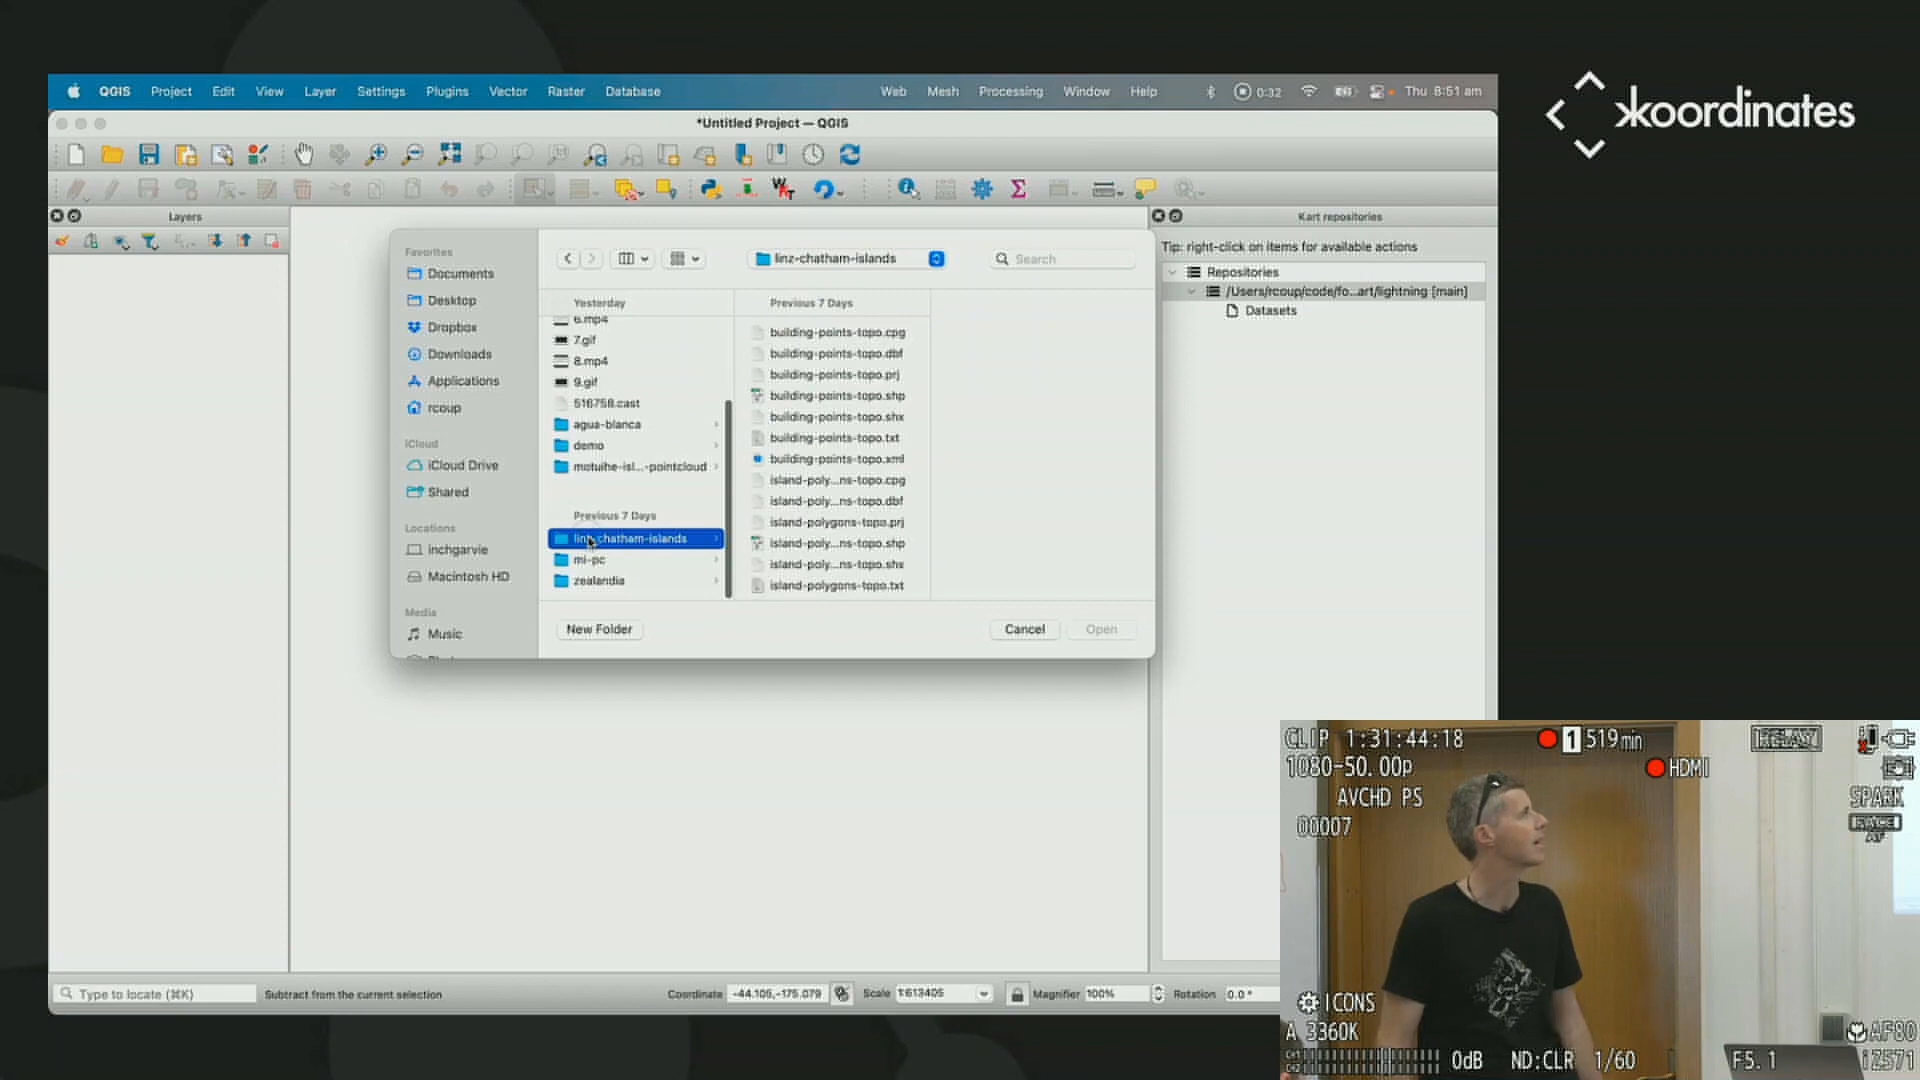 koordinates
QGIS Project Edit View Layer Settings Plugins Vector Raster Database Web Mesh Processing Window Help 0:32 Thu 8:51 am
*Untitled Project — QGIS
Layers
Kart repositories
Tip: right-click on items for available actions
Repositories
/Users/rcoup/code/fo...art/lightning [main]
Datasets
Favorites
Documents
Desktop
Dropbox
Downloads
Applications
rcoup
iCloud
iCloud Drive
Shared
Locations
inchgarvie
Macintosh HD
Media
Music
linz-chatham-islands
Search
Yesterday
6.mp4
7.gif
8.mp4
9.gif
516758.cast
agua-blanca
demo
motuihe-isl...-pointcloud
Previous 7 Days
linz-chatham-islands
mi-pc
zealandia
Previous 7 Days
building-points-topo.cpg
building-points-topo.dbf
building-points-topo.prj
building-points-topo.shp
building-points-topo.shx
building-points-topo.txt
building-points-topo.xml
island-poly...ns-topo.cpg
island-poly...ns-topo.dbf
island-polygons-topo.prj
island-poly...ns-topo.shp
island-poly...ns-topo.shx
island-polygons-topo.txt
New Folder
Cancel
Open
Type to locate (⌘K)
Subtract from the current selection
Coordinate -44.105,-175.079
Scale 1:613405
Magnifier 100%
Rotation 0.0 °
CLIP 1:31:44:18 1 519min RELAY
1080-50.00p HDMI
AVCHD PS SPARK
00007 FACE
AF
ICONS
A 3360K AF80
CH1
CH2 0dB ND:CLR 1/60 F5.1 iZ571